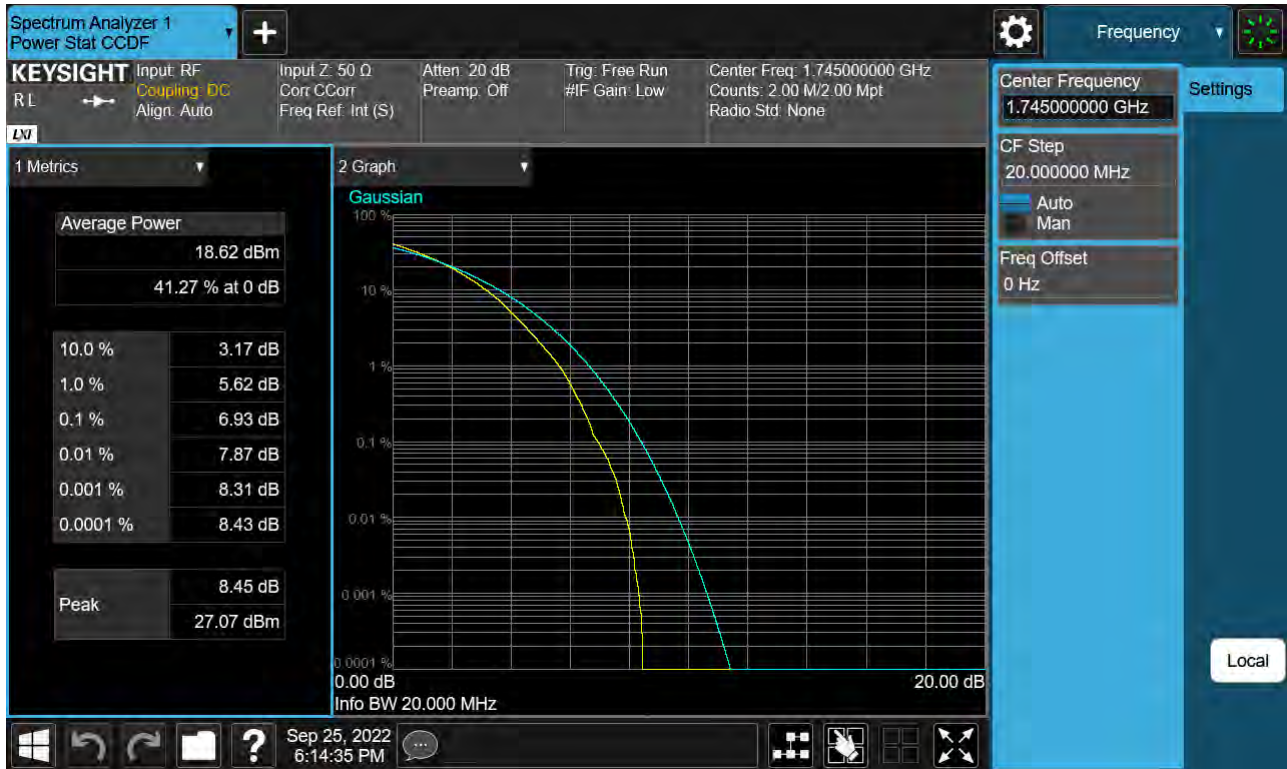 Spectrum Analyzer 1
Power Stat CCDF
+
Frequency
KEYSIGHT
RL
LXI
Input: RF
Coupling: DC
Align: Auto
Input Z: 50 Ω
Corr CCorr
Freq Ref: Int (S)
Atten: 20 dB
Preamp: Off
Trig: Free Run
#IF Gain: Low
Center Freq: 1.745000000 GHz
Counts: 2.00 M/2.00 Mpt
Radio Std: None
Center Frequency
1.745000000 GHz
Settings
CF Step
20.000000 MHz
Auto
Man
Freq Offset
0 Hz
Local
1 Metrics
Average Power
18.62 dBm
41.27 % at 0 dB
10.0 % 3.17 dB
1.0 % 5.62 dB
0.1 % 6.93 dB
0.01 % 7.87 dB
0.001 % 8.31 dB
0.0001 % 8.43 dB
Peak
8.45 dB
27.07 dBm
2 Graph
Gaussian
100 %
10 %
1 %
0.1 %
0.01 %
0.001 %
0.0001 %
0.00 dB 20.00 dB
Info BW 20.000 MHz
?
Sep 25, 2022
6:14:35 PM